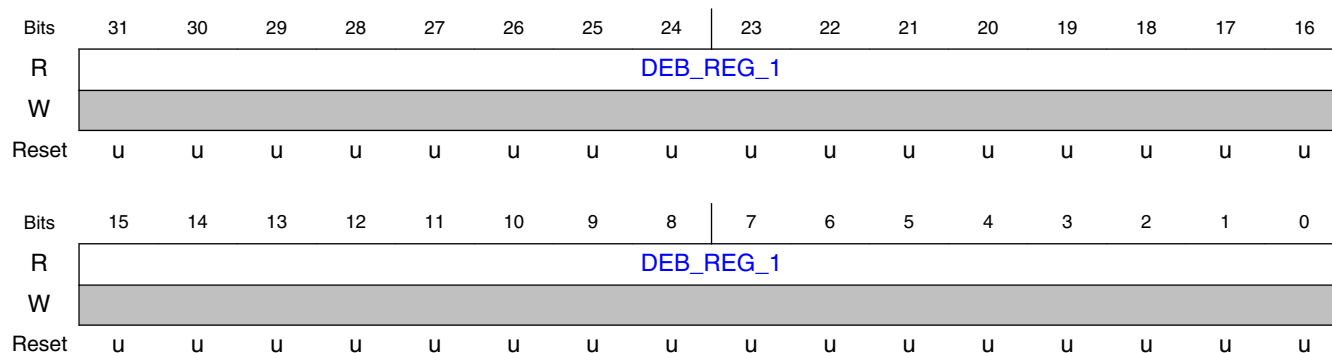 Bits 31 30 29 28 27 26 25 24 23 22 21 20 19 18 17 16
R DEB_REG_1
W
Reset u u u u u u u u u u u u u u u u
Bits 15 14 13 12 11 10 9 8 7 6 5 4 3 2 1 0
R DEB_REG_1
W
Reset u u u u u u u u u u u u u u u u